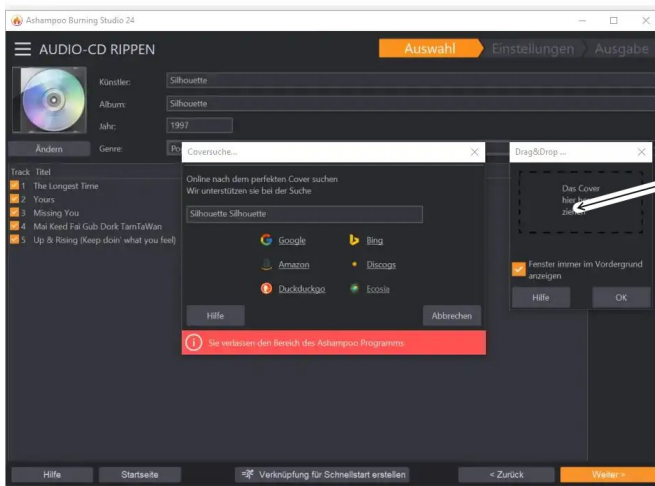 Ashampoo Burning Studio 24
AUDIO-CD RIPPEN
Auswahl
Einstellungen
Ausgabe
Künstler:
Silhouette
Album:
Silhouette
Jahr:
1997
Ändern
Genre:
Track Titel
1 The Longest Time
2 Yours
3 Missing You
4 Mai Keed Fai Gub Dork TarnTaWan
5 Up & Rising (Keep doin' what you feel)
Coversuche...
Online nach dem perfekten Cover suchen
Wir unterstützen sie bei der Suche
Silhouette Silhouette
Google
Bing
Amazon
Discogs
Duckduckgo
Ecosia
Hilfe
Abbrechen
Sie verlassen den Bereich des Ashampoo Programms
Drag&Drop ...
Das Cover
hier
ziehen
Fenster immer im Vordergrund
anzeigen
Hilfe
OK
Hilfe
Startseite
Verknüpfung für Schnellstart erstellen
< Zurück
Weiter >